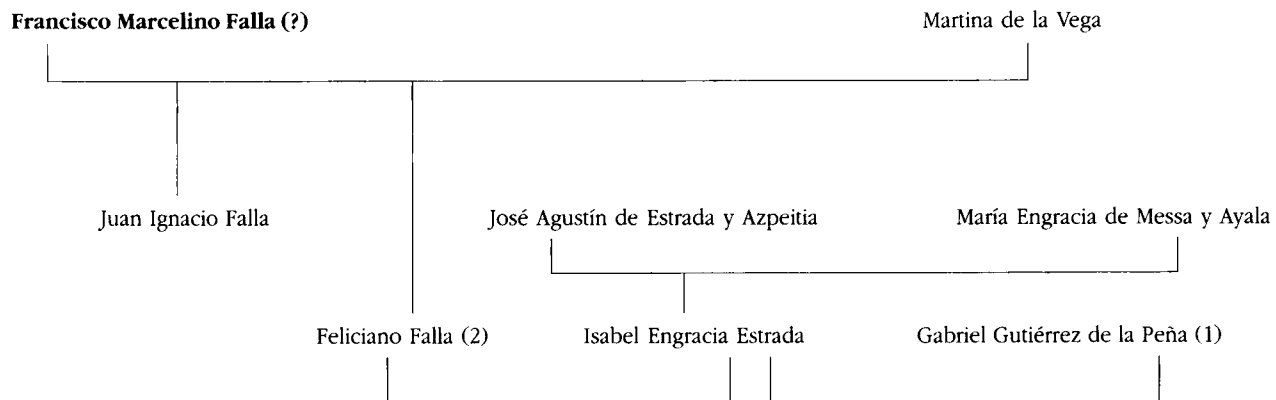 Francisco Marcelino Falla (?) Martina de la Vega
Juan Ignacio Falla José Agustín de Estrada y Azpeitia María Engracia de Messa y Ayala
Feliciano Falla (2) Isabel Engracia Estrada Gabriel Gutiérrez de la Peña (1)